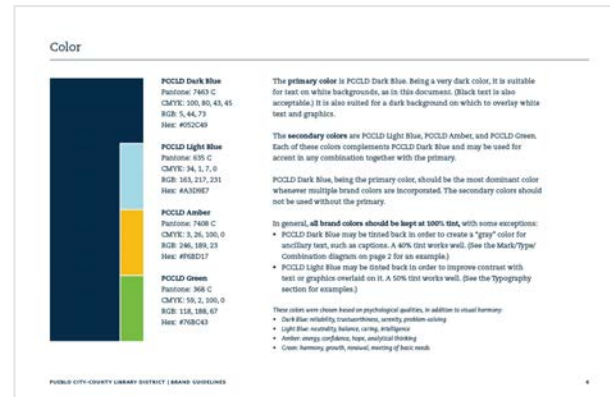 Color
PCCLD Dark Blue
Pantone: 7463 C
CMYK: 100, 80, 43, 45
RGB: 5, 44, 73
Hex: #052C49
PCCLD Light Blue
Pantone: 635 C
CMYK: 34, 1, 7, 0
RGB: 163, 217, 231
Hex: #A3D9E7
PCCLD Amber
Pantone: 7408 C
CMYK: 3, 26, 100, 0
RGB: 246, 189, 23
Hex: #F6BD17
PCCLD Green
Pantone: 368 C
CMYK: 59, 2, 100, 0
RGB: 118, 188, 67
Hex: #76BC43
The primary color is PCCLD Dark Blue. Being a very dark color, it is suitable
for text on white backgrounds, as in this document. (Black text is also
acceptable.) It is also suited for a dark background on which to overlay white
text and graphics.
The secondary colors are PCCLD Light Blue, PCCLD Amber, and PCCLD Green.
Each of these colors complements PCCLD Dark Blue and may be used for
accent in any combination together with the primary.
PCCLD Dark Blue, being the primary color, should be the most dominant color
whenever multiple brand colors are incorporated. The secondary colors should
not be used without the primary.
In general, all brand colors should be kept at 100% tint, with some exceptions:
• PCCLD Dark Blue may be tinted back in order to create a "gray" color for
ancillary text, such as captions. A 40% tint works well. (See the Mark/Type/
Combination diagram on page 2 for an example.)
• PCCLD Light Blue may be tinted back in order to improve contrast with
text or graphics overlaid on it. A 50% tint works well. (See the Typography
section for examples.)
These colors were chosen based on psychological qualities, in addition to visual harmony:
• Dark Blue: reliability, trustworthiness, serenity, problem-solving
• Light Blue: neutrality, balance, caring, intelligence
• Amber: energy, confidence, hope, analytical thinking
• Green: harmony, growth, renewal, meeting of basic needs
PUEBLO CITY-COUNTY LIBRARY DISTRICT | BRAND GUIDELINES